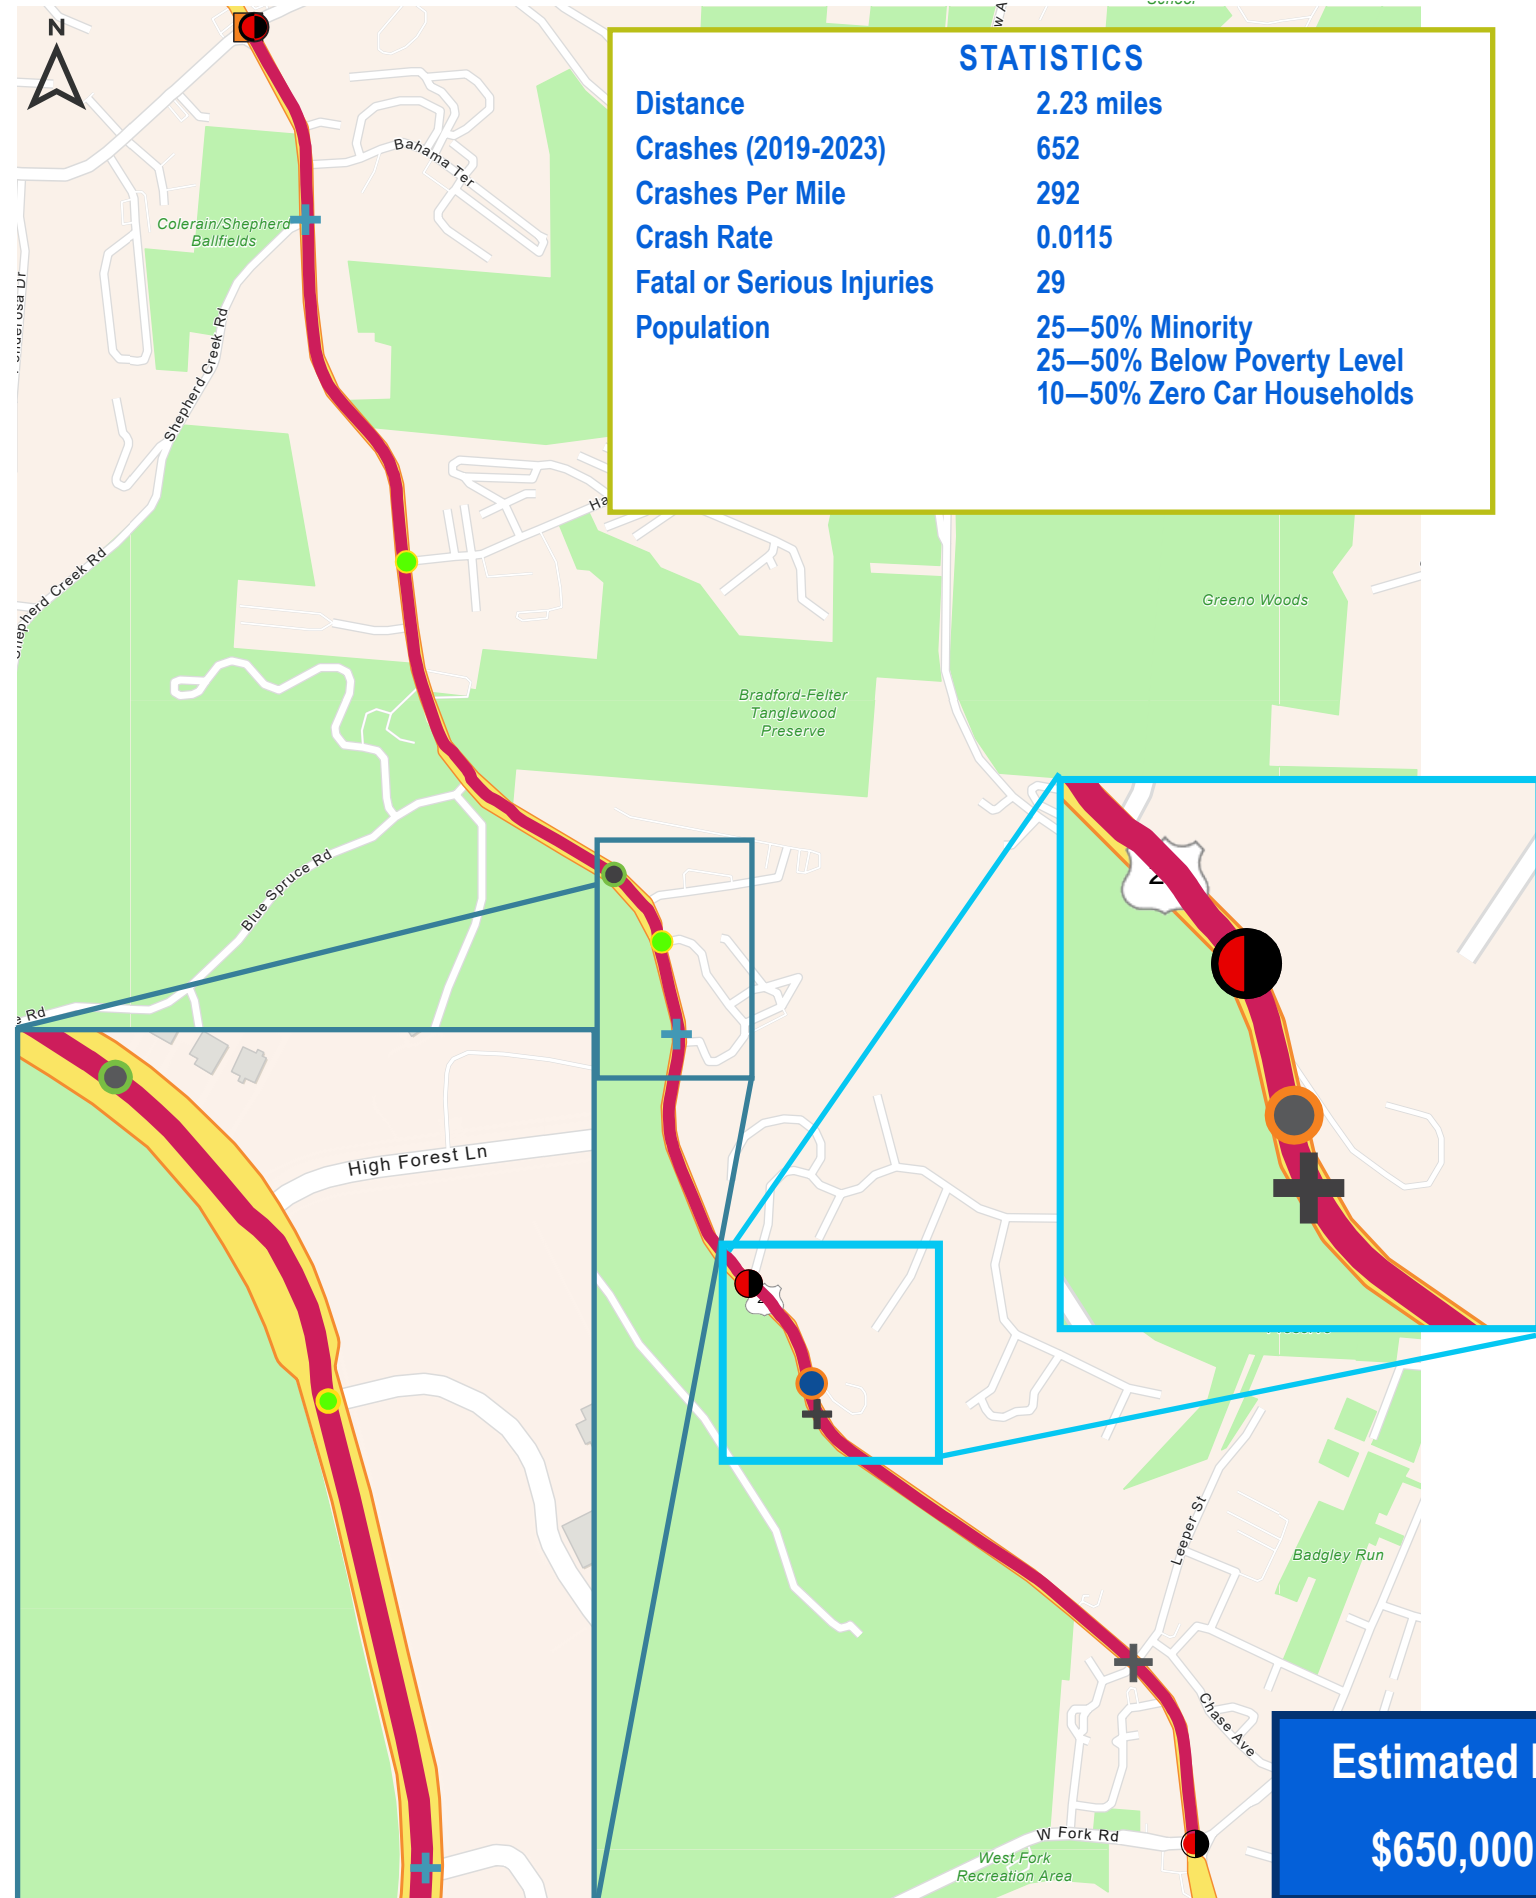 N
STATISTICS
Distance 2.23 miles
Crashes (2019-2023) 652
Crashes Per Mile 292
Crash Rate 0.0115
Fatal or Serious Injuries 29
Population 25—50% Minority
25—50% Below Poverty Level
10—50% Zero Car Households
Bahama Ter
Colerain/Shepherd
Ballfields
Shepherd Creek Rd
Shepherd Creek Rd
Greeno Woods
Bradford-Felter
Tanglewood
Preserve
Blue Spruce Rd
Rd
High Forest Ln
Leeper St
Badgley Run
Chase Ave
W Fork Rd
West Fork
Recreation Area
Estimated
$650,000